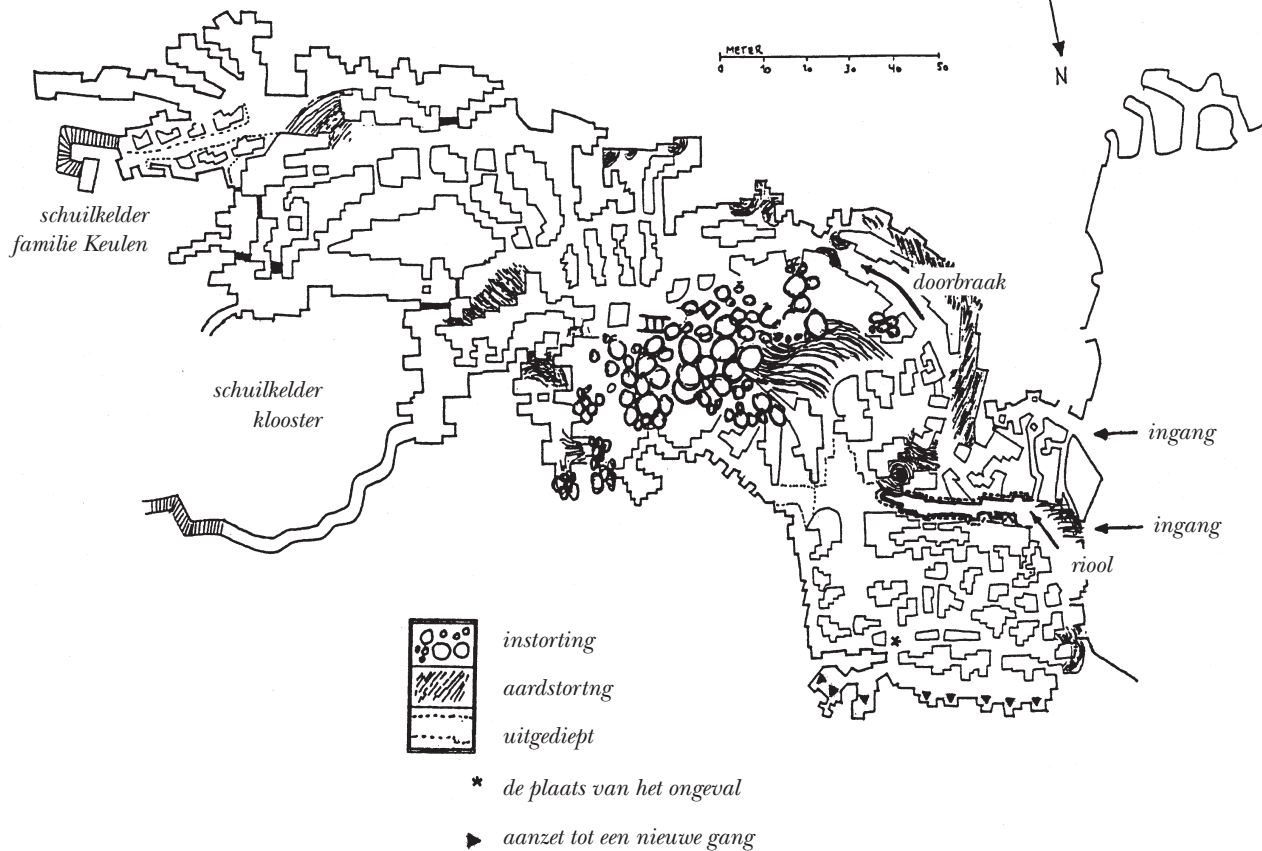 METER
0 10 20 30 40 50
N
schuilkelder
familie Keulen
doorbraak
schuilkelder
klooster
ingang
ingang
riool
instorting
aardstortng
uitgediept
* de plaats van het ongeval
aanzet tot een nieuwe gang